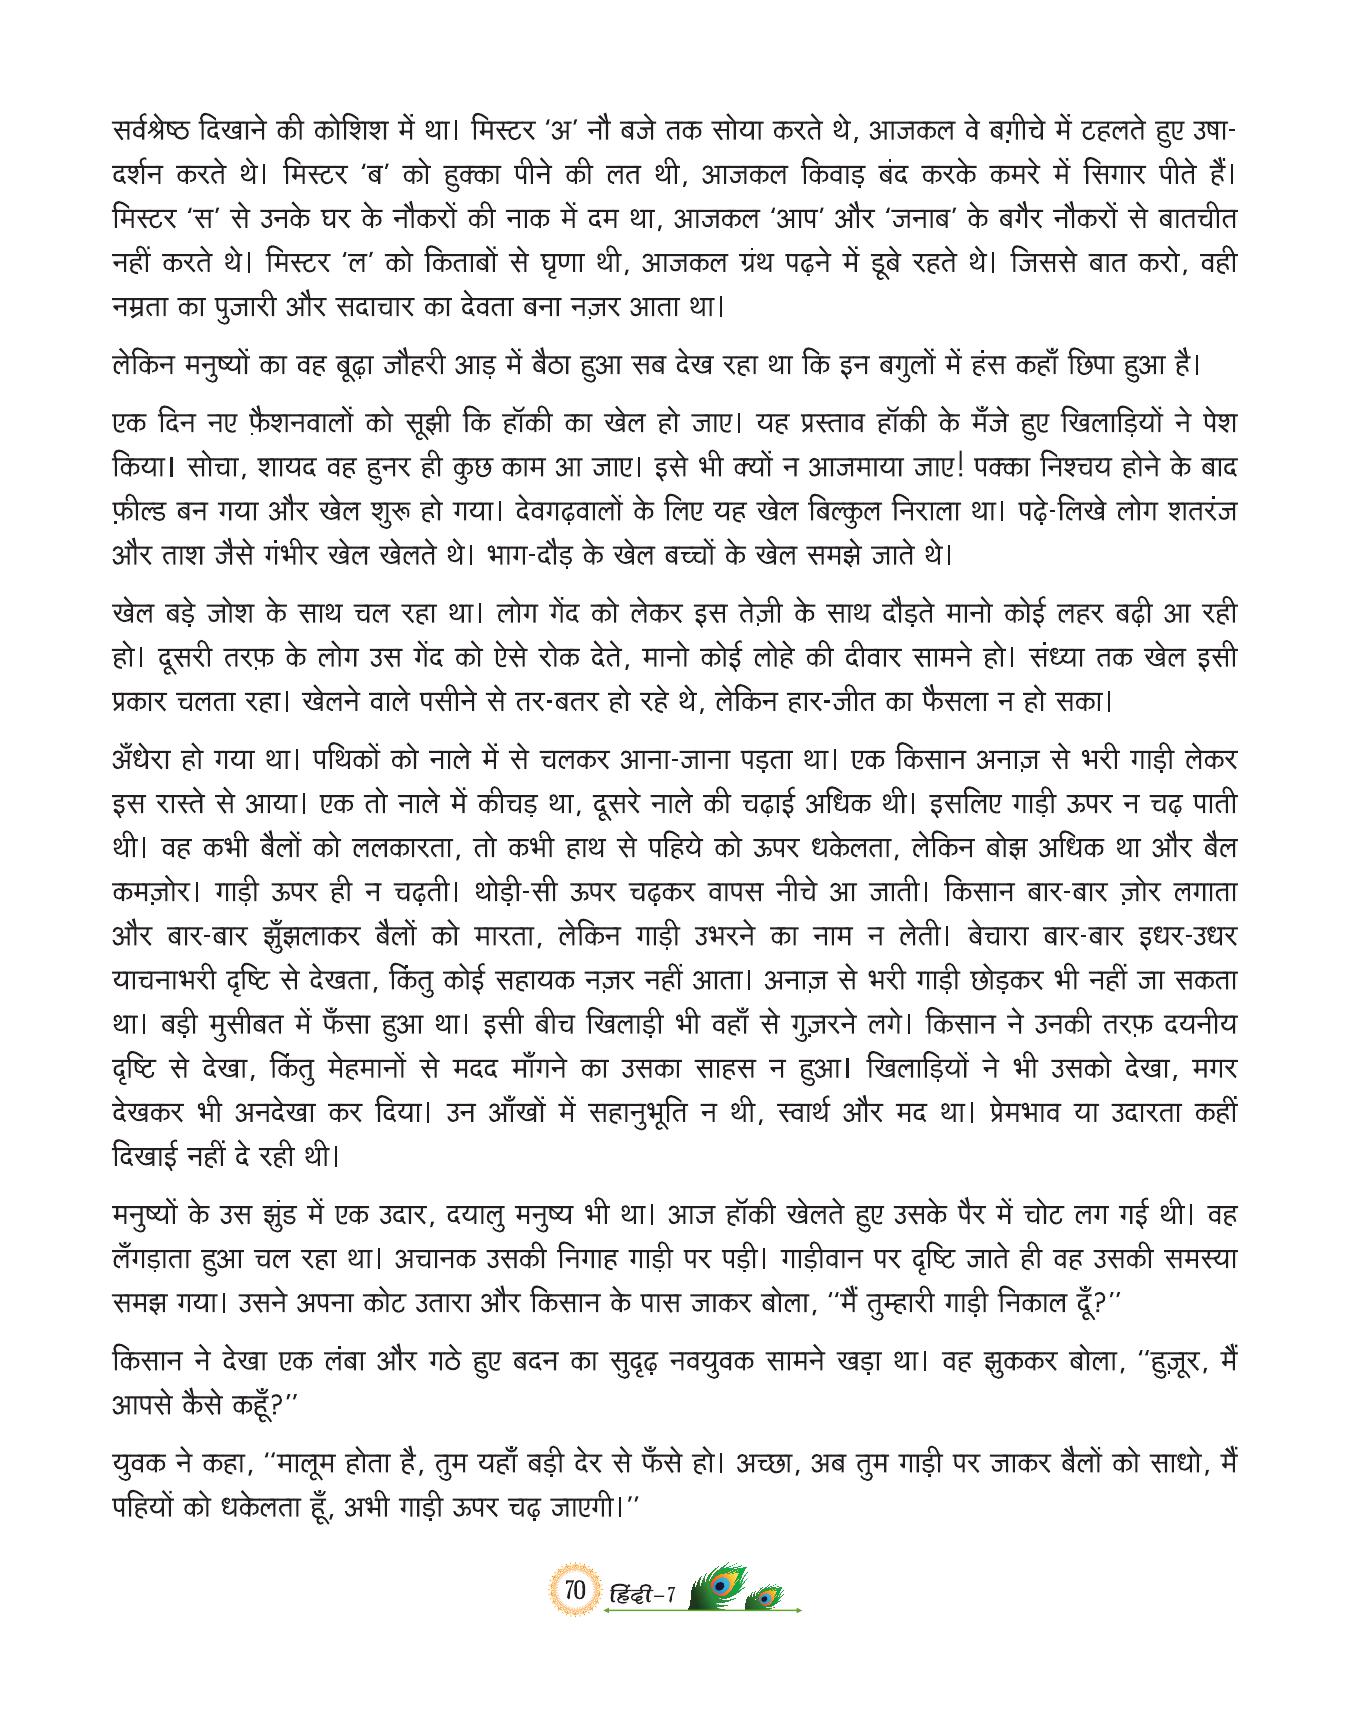 सर्वश्रेष्ठ दिखाने की कोशिश में था। मिस्टर ‘अ’ नौ बजे तक सोया करते थे, आजकल वे बग़ीचे में टहलते हुए उषा-
दर्शन करते थे। मिस्टर ‘ब’ को हुक्का पीने की लत थी, आजकल किवाड़ बंद करके कमरे में सिगार पीते हैं।
मिस्टर ‘स’ से उनके घर के नौकरों की नाक में दम था, आजकल ‘आप’ और ‘जनाब’ के बगैर नौकरों से बातचीत
नहीं करते थे। मिस्टर ‘ल’ को किताबों से घृणा थी, आजकल ग्रंथ पढ़ने में डूबे रहते थे। जिससे बात करो, वही
नम्रता का पुजारी और सदाचार का देवता बना नज़र आता था।
लेकिन मनुष्यों का वह बूढ़ा जौहरी आड़ में बैठा हुआ सब देख रहा था कि इन बगुलों में हंस कहाँ छिपा हुआ है।
एक दिन नए फ़ैशनवालों को सूझी कि हॉकी का खेल हो जाए। यह प्रस्ताव हॉकी के मँजे हुए खिलाड़ियों ने पेश
किया। सोचा, शायद वह हुनर ही कुछ काम आ जाए। इसे भी क्यों न आजमाया जाए! पक्का निश्चय होने के बाद
फ़ील्ड बन गया और खेल शुरू हो गया। देवगढ़वालों के लिए यह खेल बिल्कुल निराला था। पढ़े-लिखे लोग शतरंज
और ताश जैसे गंभीर खेल खेलते थे। भाग-दौड़ के खेल बच्चों के खेल समझे जाते थे।
खेल बड़े जोश के साथ चल रहा था। लोग गेंद को लेकर इस तेज़ी के साथ दौड़ते मानो कोई लहर बढ़ी आ रही
हो। दूसरी तरफ़ के लोग उस गेंद को ऐसे रोक देते, मानो कोई लोहे की दीवार सामने हो। संध्या तक खेल इसी
प्रकार चलता रहा। खेलने वाले पसीने से तर-बतर हो रहे थे, लेकिन हार-जीत का फैसला न हो सका।
अँधेरा हो गया था। पथिकों को नाले में से चलकर आना-जाना पड़ता था। एक किसान अनाज़ से भरी गाड़ी लेकर
इस रास्ते से आया। एक तो नाले में कीचड़ था, दूसरे नाले की चढ़ाई अधिक थी। इसलिए गाड़ी ऊपर न चढ़ पाती
थी। वह कभी बैलों को ललकारता, तो कभी हाथ से पहिये को ऊपर धकेलता, लेकिन बोझ अधिक था और बैल
कमज़ोर। गाड़ी ऊपर ही न चढ़ती। थोड़ी-सी ऊपर चढ़कर वापस नीचे आ जाती। किसान बार-बार ज़ोर लगाता
और बार-बार झुँझलाकर बैलों को मारता, लेकिन गाड़ी उभरने का नाम न लेती। बेचारा बार-बार इधर-उधर
याचनाभरी दृष्टि से देखता, किंतु कोई सहायक नज़र नहीं आता। अनाज़ से भरी गाड़ी छोड़कर भी नहीं जा सकता
था। बड़ी मुसीबत में फँसा हुआ था। इसी बीच खिलाड़ी भी वहाँ से गुज़रने लगे। किसान ने उनकी तरफ़ दयनीय
दृष्टि से देखा, किंतु मेहमानों से मदद माँगने का उसका साहस न हुआ। खिलाड़ियों ने भी उसको देखा, मगर
देखकर भी अनदेखा कर दिया। उन आँखों में सहानुभूति न थी, स्वार्थ और मद था। प्रेमभाव या उदारता कहीं
दिखाई नहीं दे रही थी।
मनुष्यों के उस झुंड में एक उदार, दयालु मनुष्य भी था। आज हॉकी खेलते हुए उसके पैर में चोट लग गई थी। वह
लँगड़ाता हुआ चल रहा था। अचानक उसकी निगाह गाड़ी पर पड़ी। गाड़ीवान पर दृष्टि जाते ही वह उसकी समस्या
समझ गया। उसने अपना कोट उतारा और किसान के पास जाकर बोला, ‘‘मैं तुम्हारी गाड़ी निकाल दूँ?’’
किसान ने देखा एक लंबा और गठे हुए बदन का सुदृढ़ नवयुवक सामने खड़ा था। वह झुककर बोला, ‘‘हुज़ूर, मैं
आपसे कैसे कहूँ?’’
युवक ने कहा, ‘‘मालूम होता है, तुम यहाँ बड़ी देर से फँसे हो। अच्छा, अब तुम गाड़ी पर जाकर बैलों को साधो, मैं
पहियों को धकेलता हूँ, अभी गाड़ी ऊपर चढ़ जाएगी।’’
70 हिंदी–7